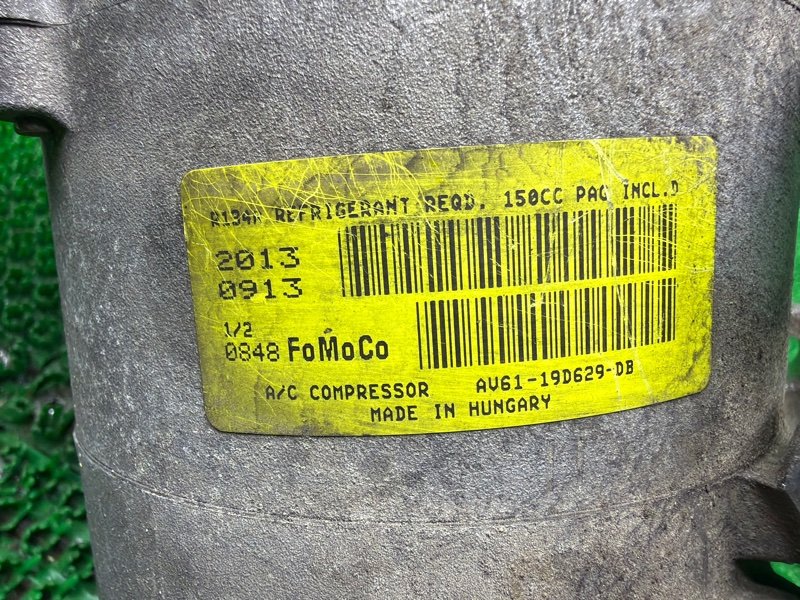 R134A REFRIGERANT REQD. 150CC PAG INCL.D
2013
0913
1/2
0848 FoMoCo
A/C COMPRESSOR AV61-19D629-DB
MADE IN HUNGARY